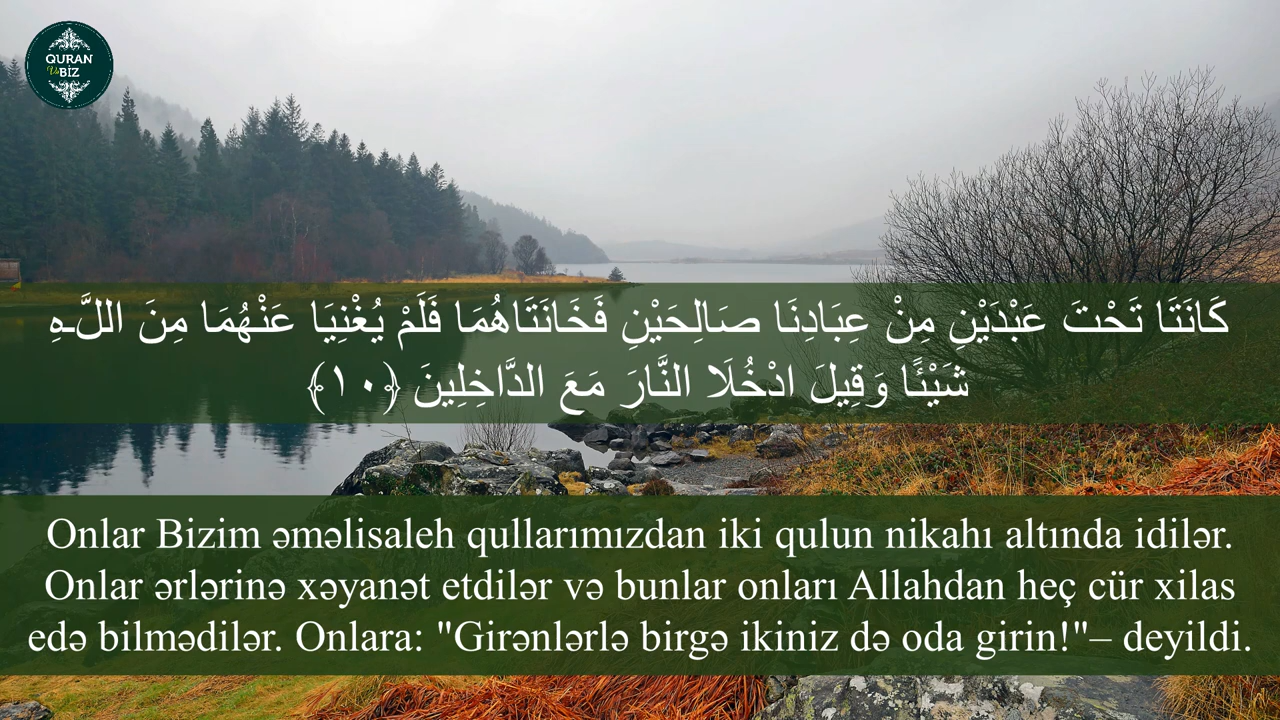 QURAN
Və BİZ
كَانَتَا تَحْتَ عَبْدَيْنِ مِنْ عِبَادِنَا صَالِحَيْنِ فَخَانَتَاهُمَا فَلَمْ يُغْنِيَا عَنْهُمَا مِنَ اللَّـهِ
شَيْئًا وَقِيلَ ادْخُلَا النَّارَ مَعَ الدَّاخِلِينَ ﴿١٠﴾
Onlar Bizim əməlisaleh qullarımızdan iki qulun nikahı altında idilər.
Onlar ərlərinə xəyanət etdilər və bunlar onları Allahdan heç cür xilas
edə bilmədilər. Onlara: "Girənlərlə birgə ikiniz də oda girin!"– deyildi.